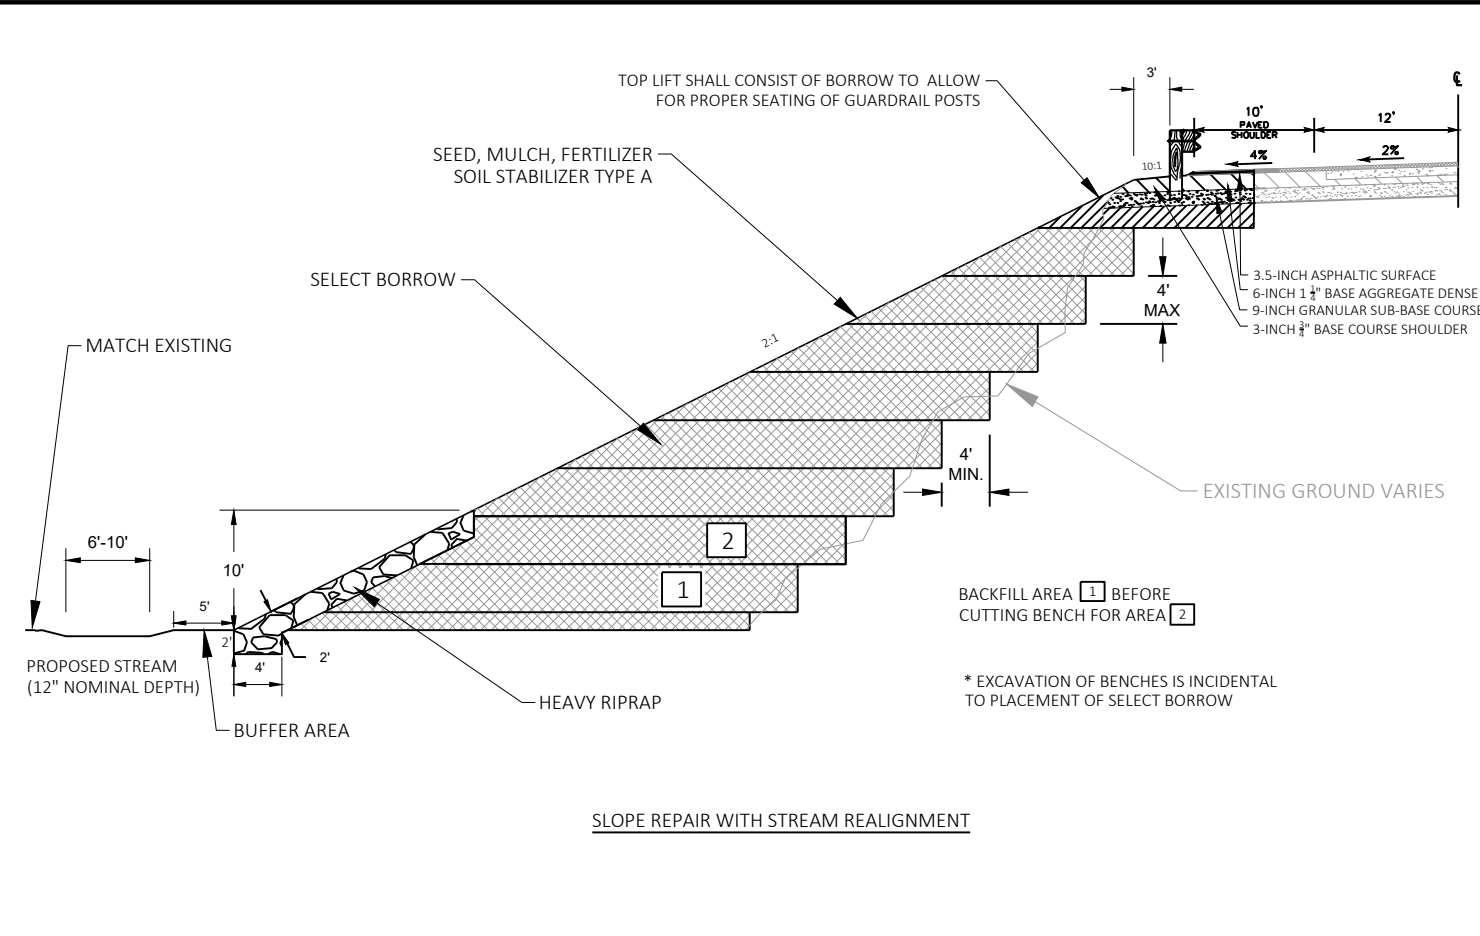 TOP LIFT SHALL CONSIST OF BORROW TO ALLOW
FOR PROPER SEATING OF GUARDRAIL POSTS
3'
℄
10'
PAVED
SHOULDER
12'
4%
2%
10:1
SEED, MULCH, FERTILIZER
SOIL STABILIZER TYPE A
SELECT BORROW
2:1
4'
MAX
3.5-INCH ASPHALTIC SURFACE
6-INCH 1 1/4" BASE AGGREGATE DENSE
9-INCH GRANULAR SUB-BASE COURSE
3-INCH 3/4" BASE COURSE SHOULDER
MATCH EXISTING
4'
MIN.
EXISTING GROUND VARIES
6'-10'
10'
5'
2'
4'
2'
2
1
PROPOSED STREAM
(12" NOMINAL DEPTH)
BUFFER AREA
HEAVY RIPRAP
BACKFILL AREA 1 BEFORE
CUTTING BENCH FOR AREA 2
* EXCAVATION OF BENCHES IS INCIDENTAL
TO PLACEMENT OF SELECT BORROW
SLOPE REPAIR WITH STREAM REALIGNMENT